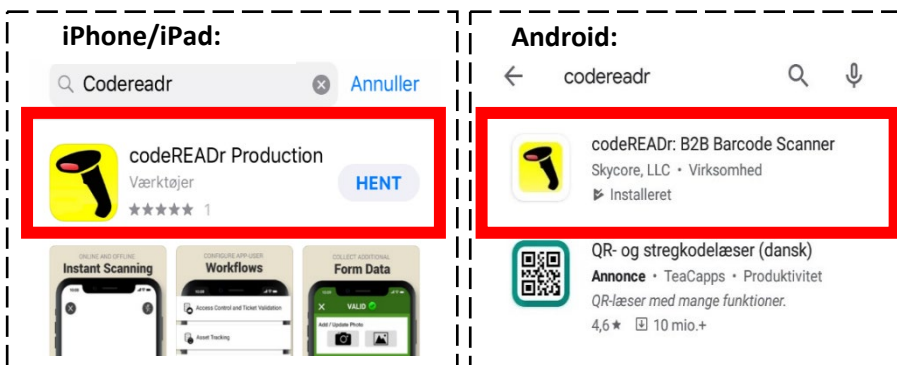 iPhone/iPad:
Codereadr
Annuller
codeREADr Production
Værktøjer
★★★★★ 1
HENT
ONLINE AND OFFLINE
Instant Scanning
CONFIGURE APP-USER
Workflows
Access Control and Ticket Validation
Asset Tracking
COLLECT ADDITIONAL
Form Data
VALID
Add / Update Photo
Android:
codereadr
codeREADr: B2B Barcode Scanner
Skycore, LLC • Virksomhed
Installeret
QR- og stregkodelæser (dansk)
Annonce • TeaCapps • Produktivitet
QR-læser med mange funktioner.
4,6★ 10 mio.+